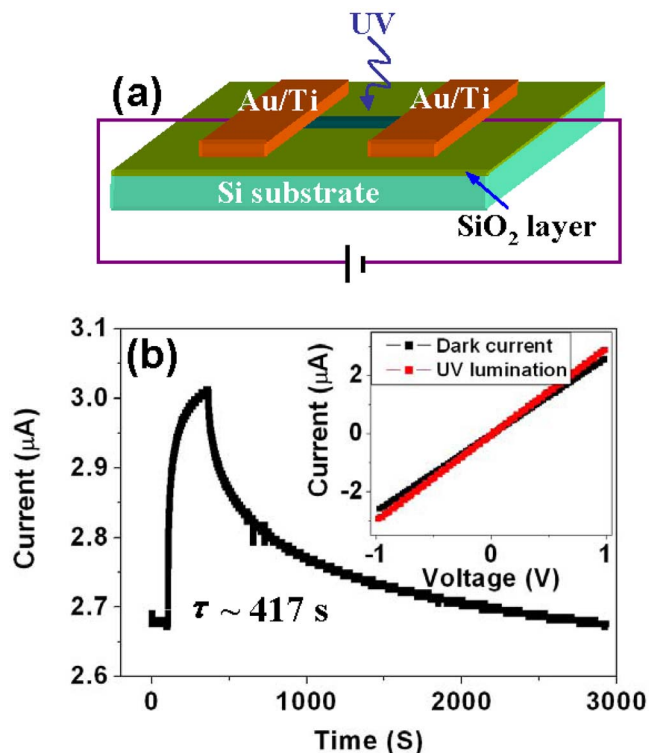 UV
(a)
Au/Ti Au/Ti
Si substrate
SiO₂ layer
(b)
3.1
3.0
2.9
2.8
2.7
2.6
Current (μA)
τ ~ 417 s
0 1000 2000 3000
Time (S)
Dark current
UV lumination
2
0
-2
Current (μA)
-1 0 1
Voltage (V)